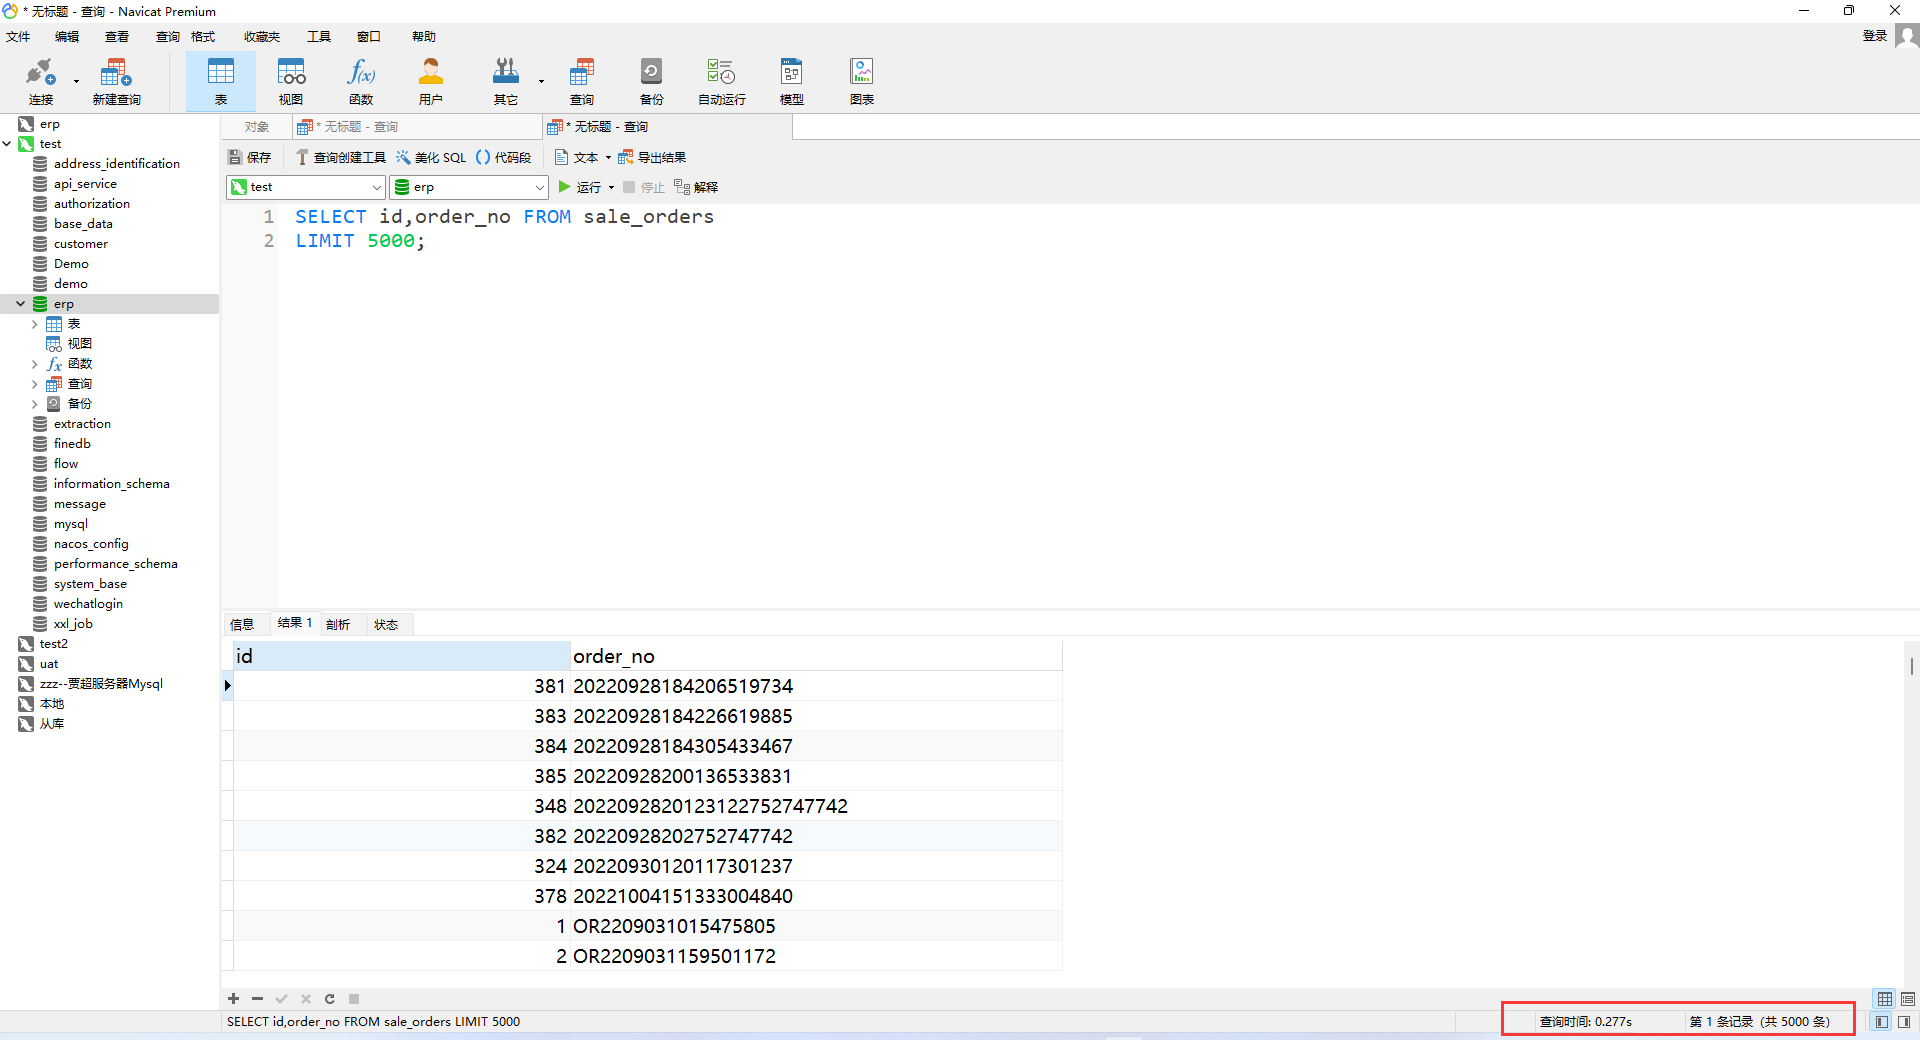 * 无标题 - 查询 - Navicat Premium
文件 编辑 查看 查询 格式 收藏夹 工具 窗口 帮助 登录
连接 新建查询 表 视图 函数 用户 其它 查询 备份 自动运行 模型 图表
erp
test
address_identification
api_service
authorization
base_data
customer
Demo
demo
erp
表
视图
函数
查询
备份
extraction
finedb
flow
information_schema
message
mysql
nacos_config
performance_schema
system_base
wechatlogin
xxl_job
test2
uat
zzz--贾超服务器Mysql
本地
从库
对象 * 无标题 - 查询 * 无标题 - 查询
保存 查询创建工具 美化 SQL () 代码段 文本 导出结果
test erp 运行 停止 解释
1 SELECT id,order_no FROM sale_orders
2 LIMIT 5000;
信息 结果 1 剖析 状态
id order_no
381 20220928184206519734
383 20220928184226619885
384 20220928184305433467
385 20220928200136533831
348 2022092820123122752747742
382 20220928202752747742
324 20220930120117301237
378 20221004151333004840
1 OR2209031015475805
2 OR2209031159501172
SELECT id,order_no FROM sale_orders LIMIT 5000 查询时间: 0.277s 第 1 条记录 (共 5000 条)